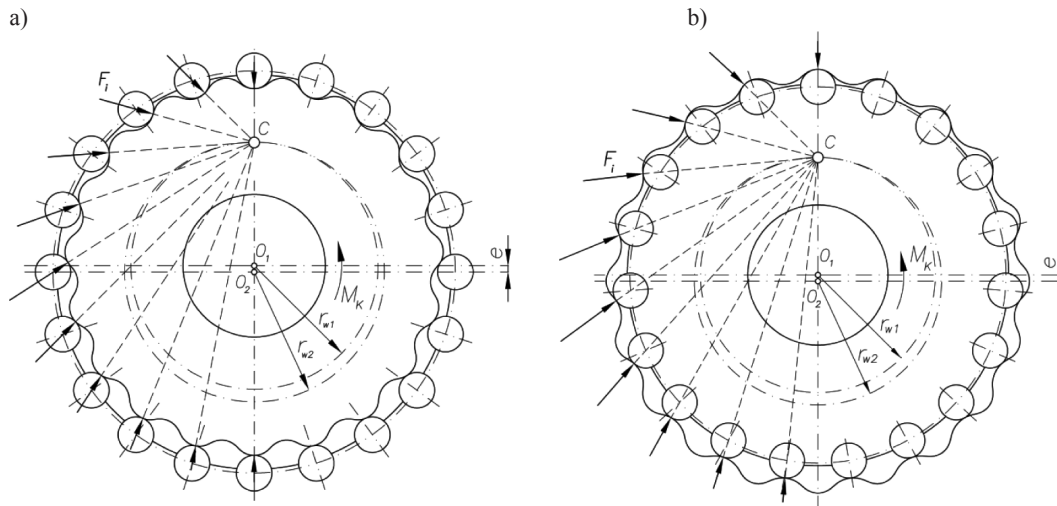 a)
F_i
C
O_1
O_2
M_K
r_w1
r_w2
e
b)
F_i
C
O_1
O_2
M_K
r_w1
r_w2
e